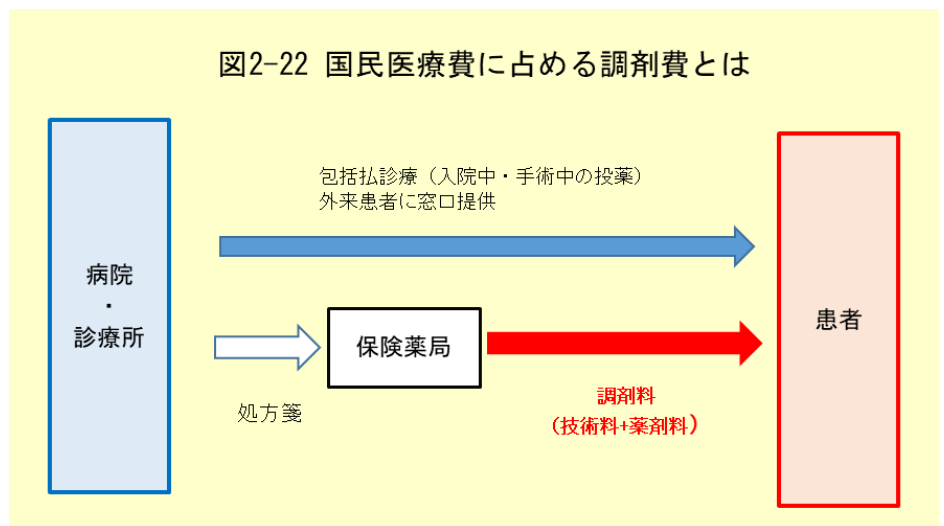 図2-22 国民医療費に占める調剤費とは
包括払診療（入院中・手術中の投薬）
外来患者に窓口提供
病院
・
診療所
保険薬局
患者
処方箋
調剤料
（技術料+薬剤料）